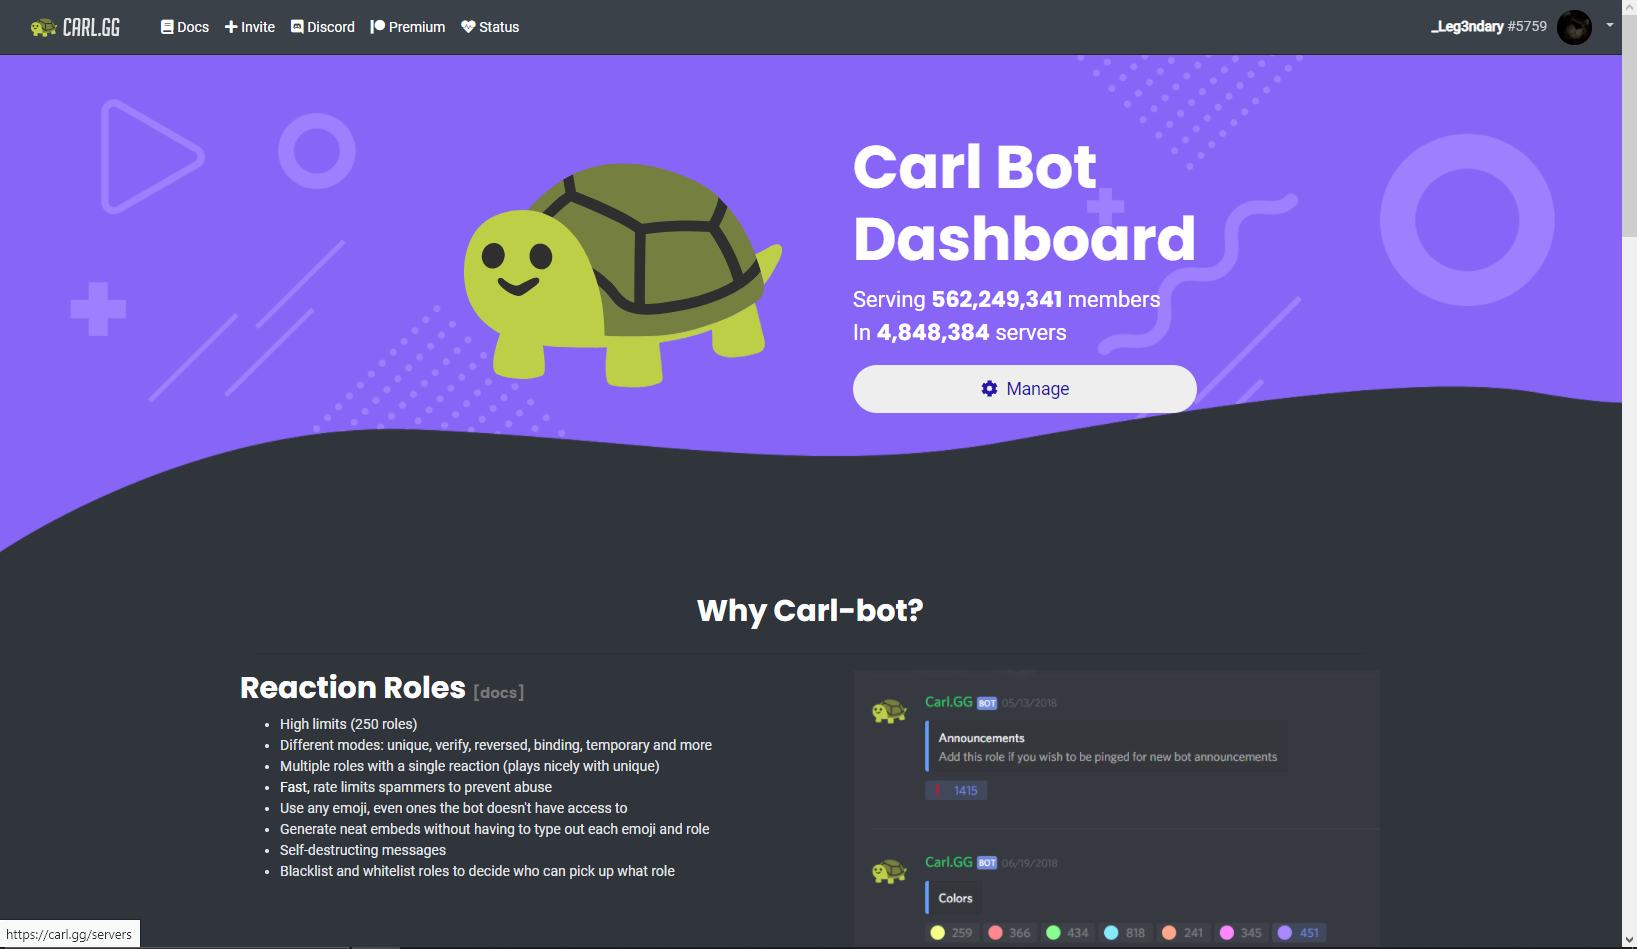 CARL.GG Docs Invite Discord Premium Status _Leg3ndary #5759
Carl Bot
Dashboard
Serving 562,249,341 members
In 4,848,384 servers
Manage
Why Carl-bot?
Reaction Roles [docs]
High limits (250 roles)
Different modes: unique, verify, reversed, binding, temporary and more
Multiple roles with a single reaction (plays nicely with unique)
Fast, rate limits spammers to prevent abuse
Use any emoji, even ones the bot doesn't have access to
Generate neat embeds without having to type out each emoji and role
Self-destructing messages
Blacklist and whitelist roles to decide who can pick up what role
Carl.GG BOT 05/13/2018
Announcements
Add this role if you wish to be pinged for new bot announcements
1415
Carl.GG BOT 06/19/2018
Colors
259 366 434 818 241 345 451
https://carl.gg/servers